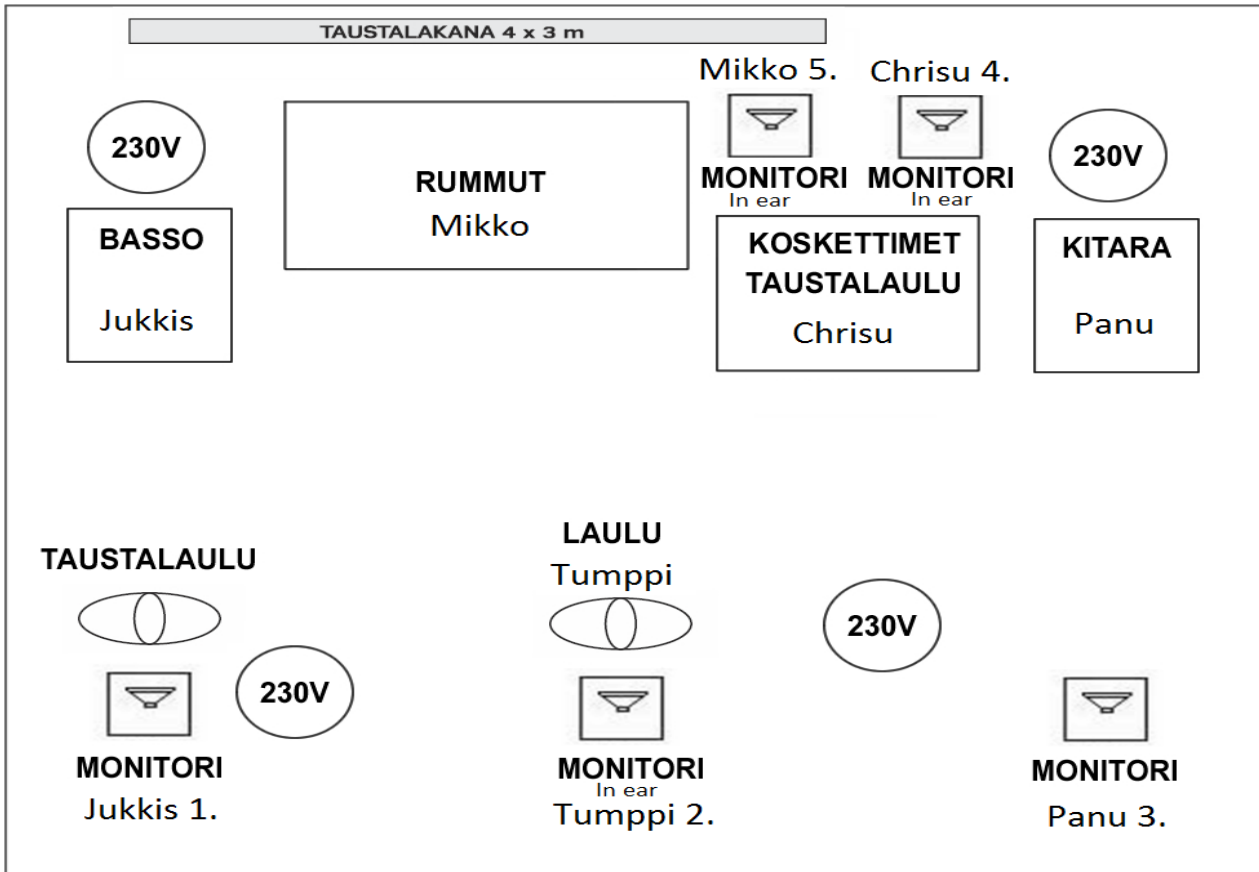 TAUSTALAKANA 4 x 3 m
Mikko 5.
Chrisu 4.
230V
RUMMUT
Mikko
MONITORI
In ear
MONITORI
In ear
230V
BASSO
Jukkis
KOSKETTIMET
TAUSTALAULU
Chrisu
KITARA
Panu
TAUSTALAULU
LAULU
Tumppi
230V
230V
MONITORI
Jukkis 1.
MONITORI
In ear
Tumppi 2.
MONITORI
Panu 3.